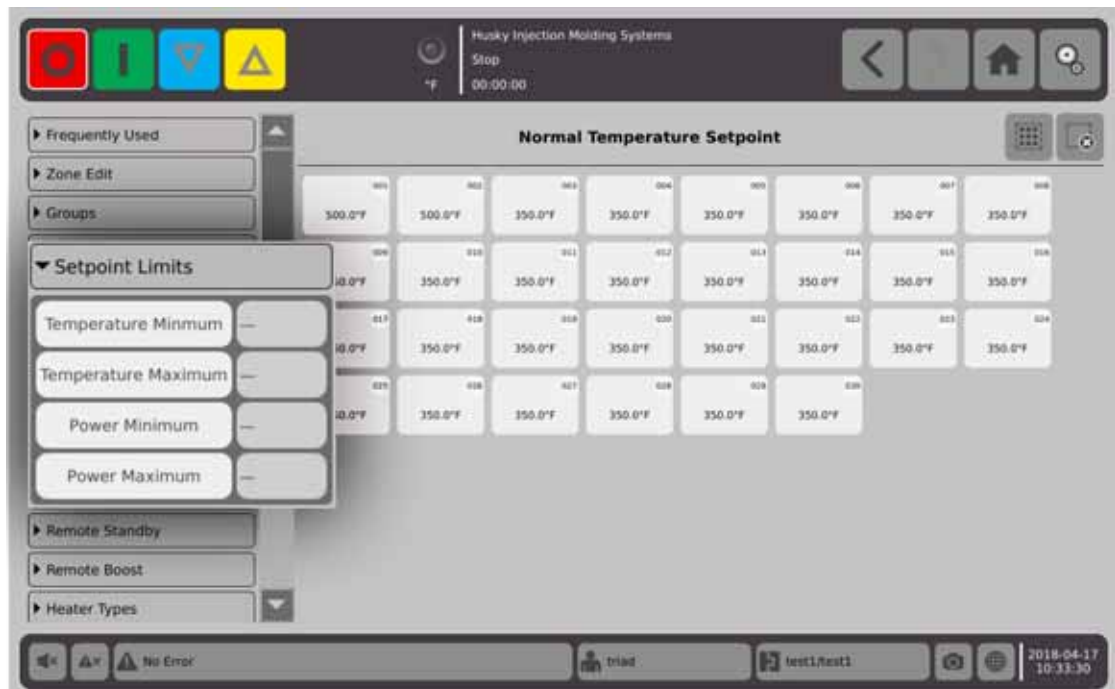 Husky Injection Molding Systems
Stop
°F 00:00:00
Frequently Used
Zone Edit
Groups
Setpoint Limits
Temperature Minmum ---
Temperature Maximum ---
Power Minimum ---
Power Maximum ---
Remote Standby
Remote Boost
Heater Types
Normal Temperature Setpoint
001 002 003 004 005 006 007 008
500.0°F 500.0°F 350.0°F 350.0°F 350.0°F 350.0°F 350.0°F 350.0°F
009 010 011 012 013 014 015 016
0.0°F 350.0°F 350.0°F 350.0°F 350.0°F 350.0°F 350.0°F 350.0°F
017 018 019 020 021 022 023 024
0.0°F 350.0°F 350.0°F 350.0°F 350.0°F 350.0°F 350.0°F 350.0°F
025 026 027 028 029 030
0.0°F 350.0°F 350.0°F 350.0°F 350.0°F 350.0°F
No Error
triad
test1/test1
2018-04-17
10:33:30